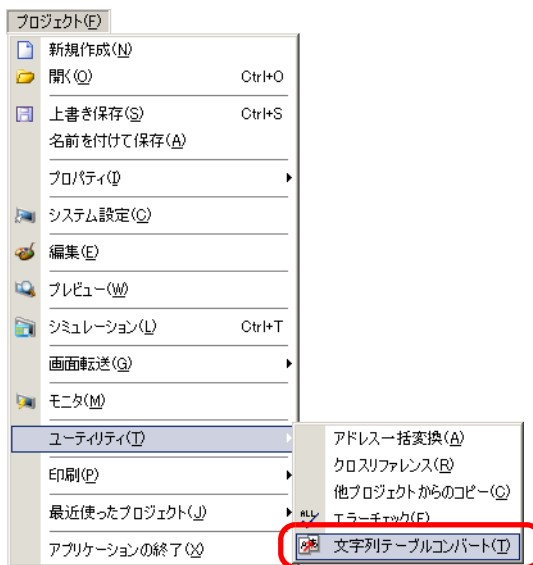 プロジェクト(F)
新規作成(N)
開く(O) Ctrl+O
上書き保存(S) Ctrl+S
名前を付けて保存(A)
プロパティ(I)
システム設定(C)
編集(E)
プレビュー(W)
シミュレーション(L) Ctrl+T
画面転送(G)
モニタ(M)
ユーティリティ(T)
印刷(P)
最近使ったプロジェクト(J)
アプリケーションの終了(X)
アドレス一括変換(A)
クロスリファレンス(R)
他プロジェクトからのコピー(C)
ALL エラーチェック(E)
文字列テーブルコンバート(T)